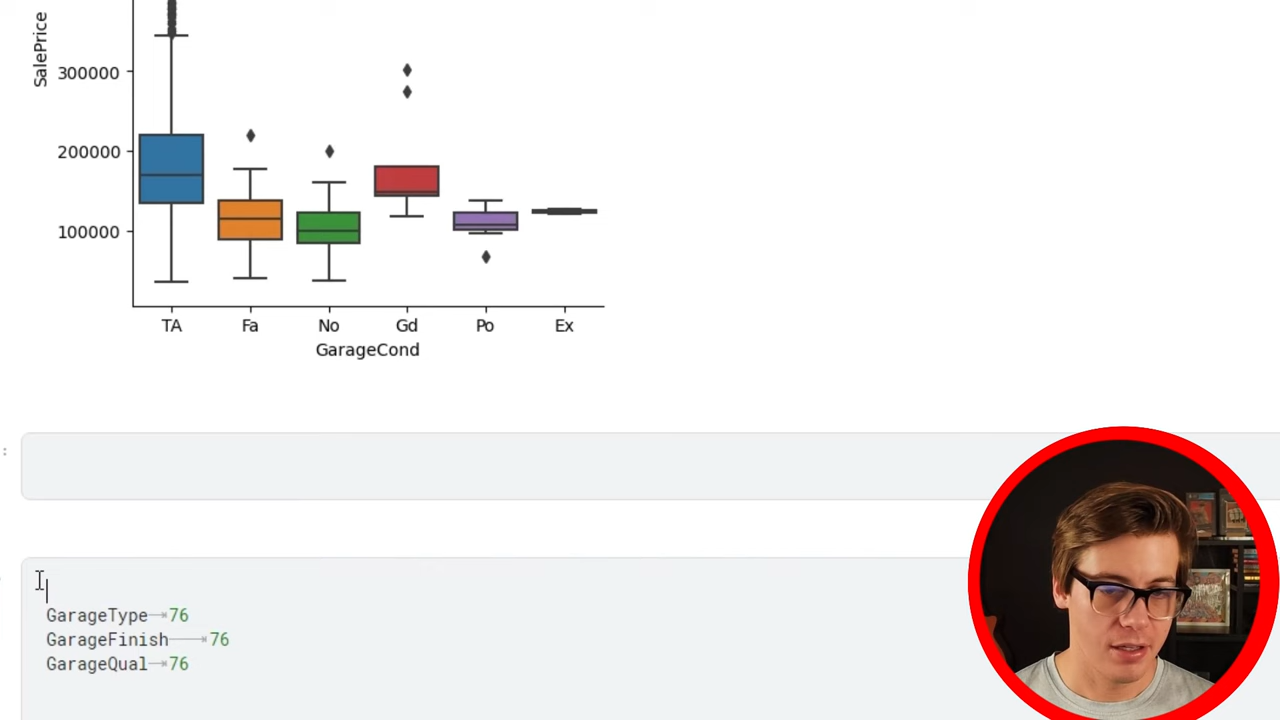 SalePrice
300000
200000
100000
TA Fa No Gd Po Ex
GarageCond
:
GarageType 76
GarageFinish 76
GarageQual 76